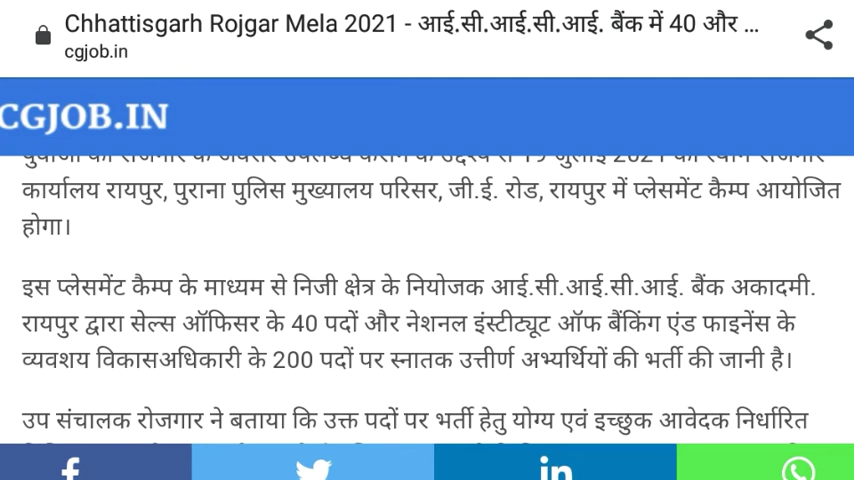 Chhattisgarh Rojgar Mela 2021 - आई.सी.आई.सी.आई. बैंक में 40 और ...
cgjob.in
CGJOB.IN
कार्यालय रायपुर, पुराना पुलिस मुख्यालय परिसर, जी.ई. रोड, रायपुर में प्लेसमेंट कैम्प आयोजित
होगा।
इस प्लेसमेंट कैम्प के माध्यम से निजी क्षेत्र के नियोजक आई.सी.आई.सी.आई. बैंक अकादमी.
रायपुर द्वारा सेल्स ऑफिसर के 40 पदों और नेशनल इंस्टीट्यूट ऑफ बैंकिंग एंड फाइनेंस के
व्यवशय विकासअधिकारी के 200 पदों पर स्नातक उत्तीर्ण अभ्यर्थियों की भर्ती की जानी है।
उप संचालक रोजगार ने बताया कि उक्त पदों पर भर्ती हेतु योग्य एवं इच्छुक आवेदक निर्धारित